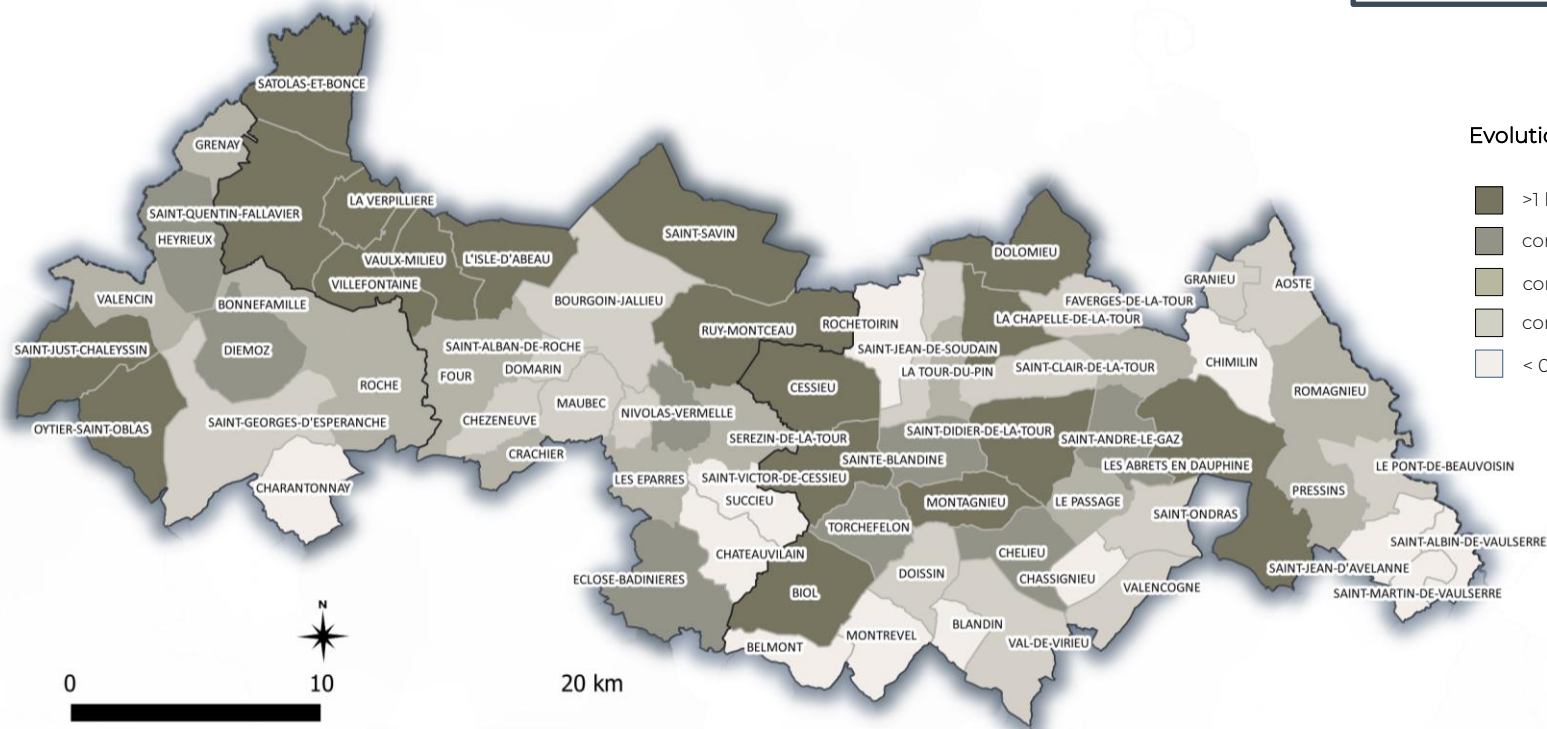 SATOLAS-ET-BONCE
GRENAY
LA VERPILLIERE
SAINT-QUENTIN-FALLAVIER
HEYRIEUX
VAULX-MILIEU
L'ISLE-D'ABEAU
VILLEFONTAINE
VALENCIN
BONNEFAMILLE
SAINT-JUST-CHALEYSSIN
DIEMOZ
ROCHE
OYTIER-SAINT-OBLAS
SAINT-GEORGES-D'ESPERANCHE
CHARANTONNAY
SAINT-SAVIN
BOURGOIN-JALLIEU
RUY-MONTCEAU
SAINT-ALBAN-DE-ROCHE
DOMARIN
FOUR
MAUBEC
CHEZENEUVE
CRACHIER
NIVOLAS-VERMELLE
SEREZIN-DE-LA-TOUR
LES EPARRES
SAINT-VICTOR-DE-CESSIEU
SUCCIEU
CHATEAUVILAIN
ECLOSE-BADINIERES
DOLOMIEU
FAVERGES-DE-LA-TOUR
LA CHAPELLE-DE-LA-TOUR
ROCHETOIRIN
SAINT-JEAN-DE-SOUDAIN
LA TOUR-DU-PIN
SAINT-CLAIR-DE-LA-TOUR
CESSIEU
SAINT-DIDIER-DE-LA-TOUR
SAINT-ANDRE-LE-GAZ
SAINTE-BLANDINE
LES ABRETS EN DAUPHINE
MONTAGNIEU
LE PASSAGE
TORCHEFELON
SAINT-ONDRAS
CHELIEU
DOISSIN
CHASSIGNIEU
VALENCOGNE
BIOL
BLANDIN
MONTREVEL
VAL-DE-VIRIEU
BELMONT
GRANIEU
AOSTE
CHIMILIN
ROMAGNIEU
LE PONT-DE-BEAUVOISIN
PRESSINS
SAINT-ALBIN-DE-VAULSERRE
SAINT-JEAN-D'AVELANNE
SAINT-MARTIN-DE-VAULSERRE
N
0 10 20 km
Evolutio
>1 
con
con
con
< 0